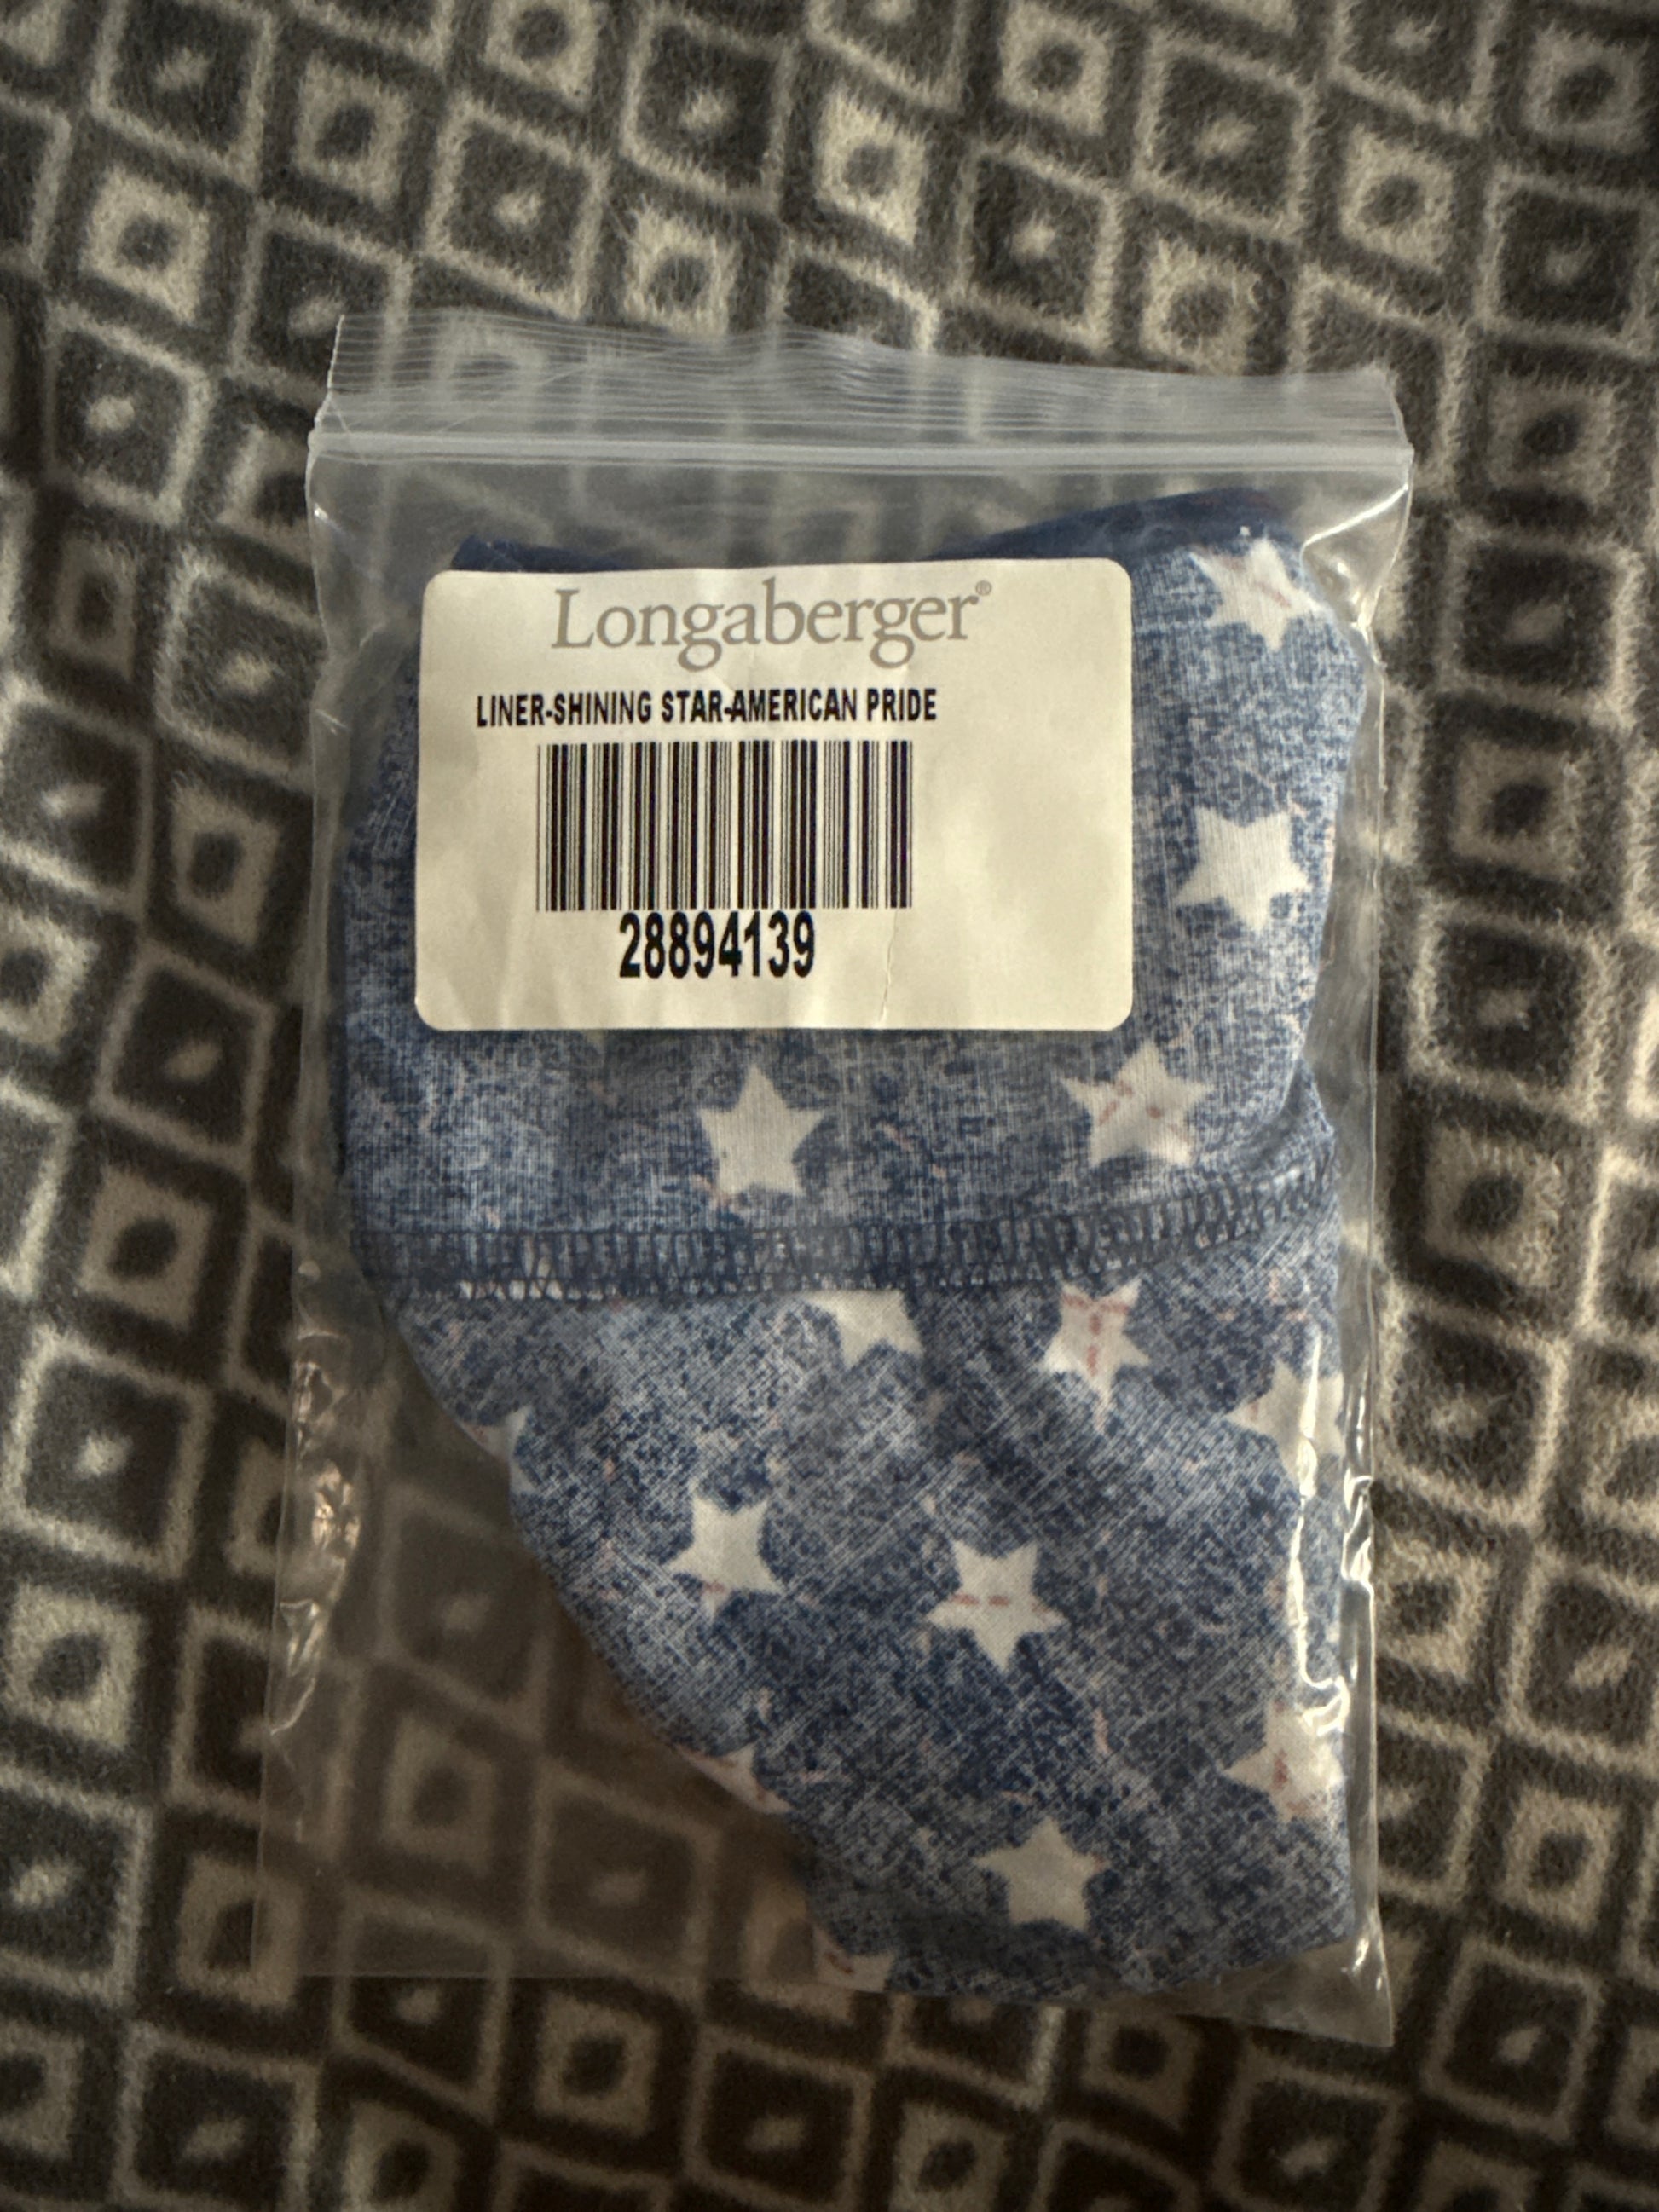 Longaberger®
LINER-SHINING STAR-AMERICAN PRIDE
28894139